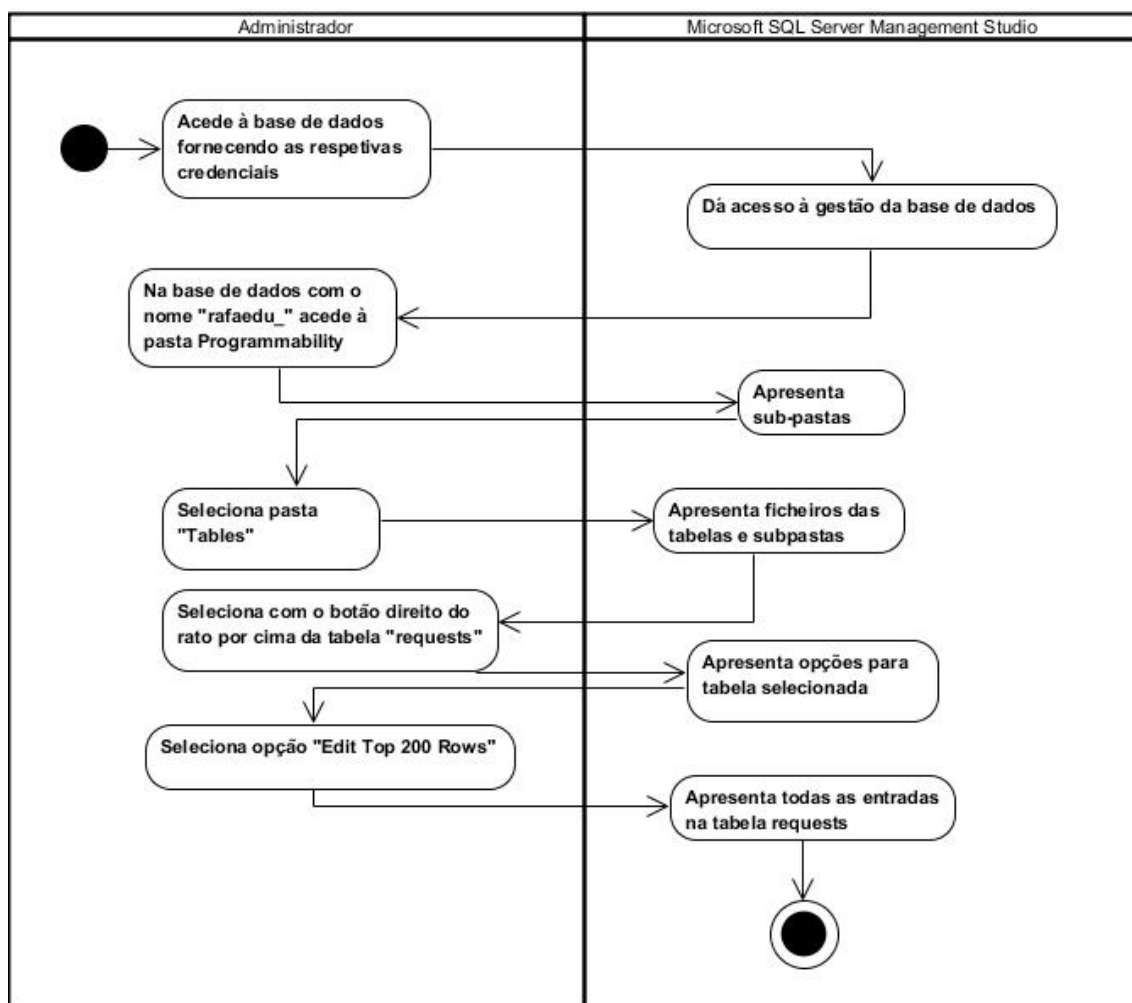 Administrador
Microsoft SQL Server Management Studio
Acede à base de dados
fornecendo as respetivas
credenciais
Dá acesso à gestão da base de dados
Na base de dados com o
nome "rafaedu_" acede à
pasta Programmability
Apresenta
sub-pastas
Seleciona pasta
"Tables"
Apresenta ficheiros das
tabelas e subpastas
Seleciona com o botão direito do
rato por cima da tabela "requests"
Apresenta opções para
tabela selecionada
Seleciona opção "Edit Top 200 Rows"
Apresenta todas as entradas
na tabela requests